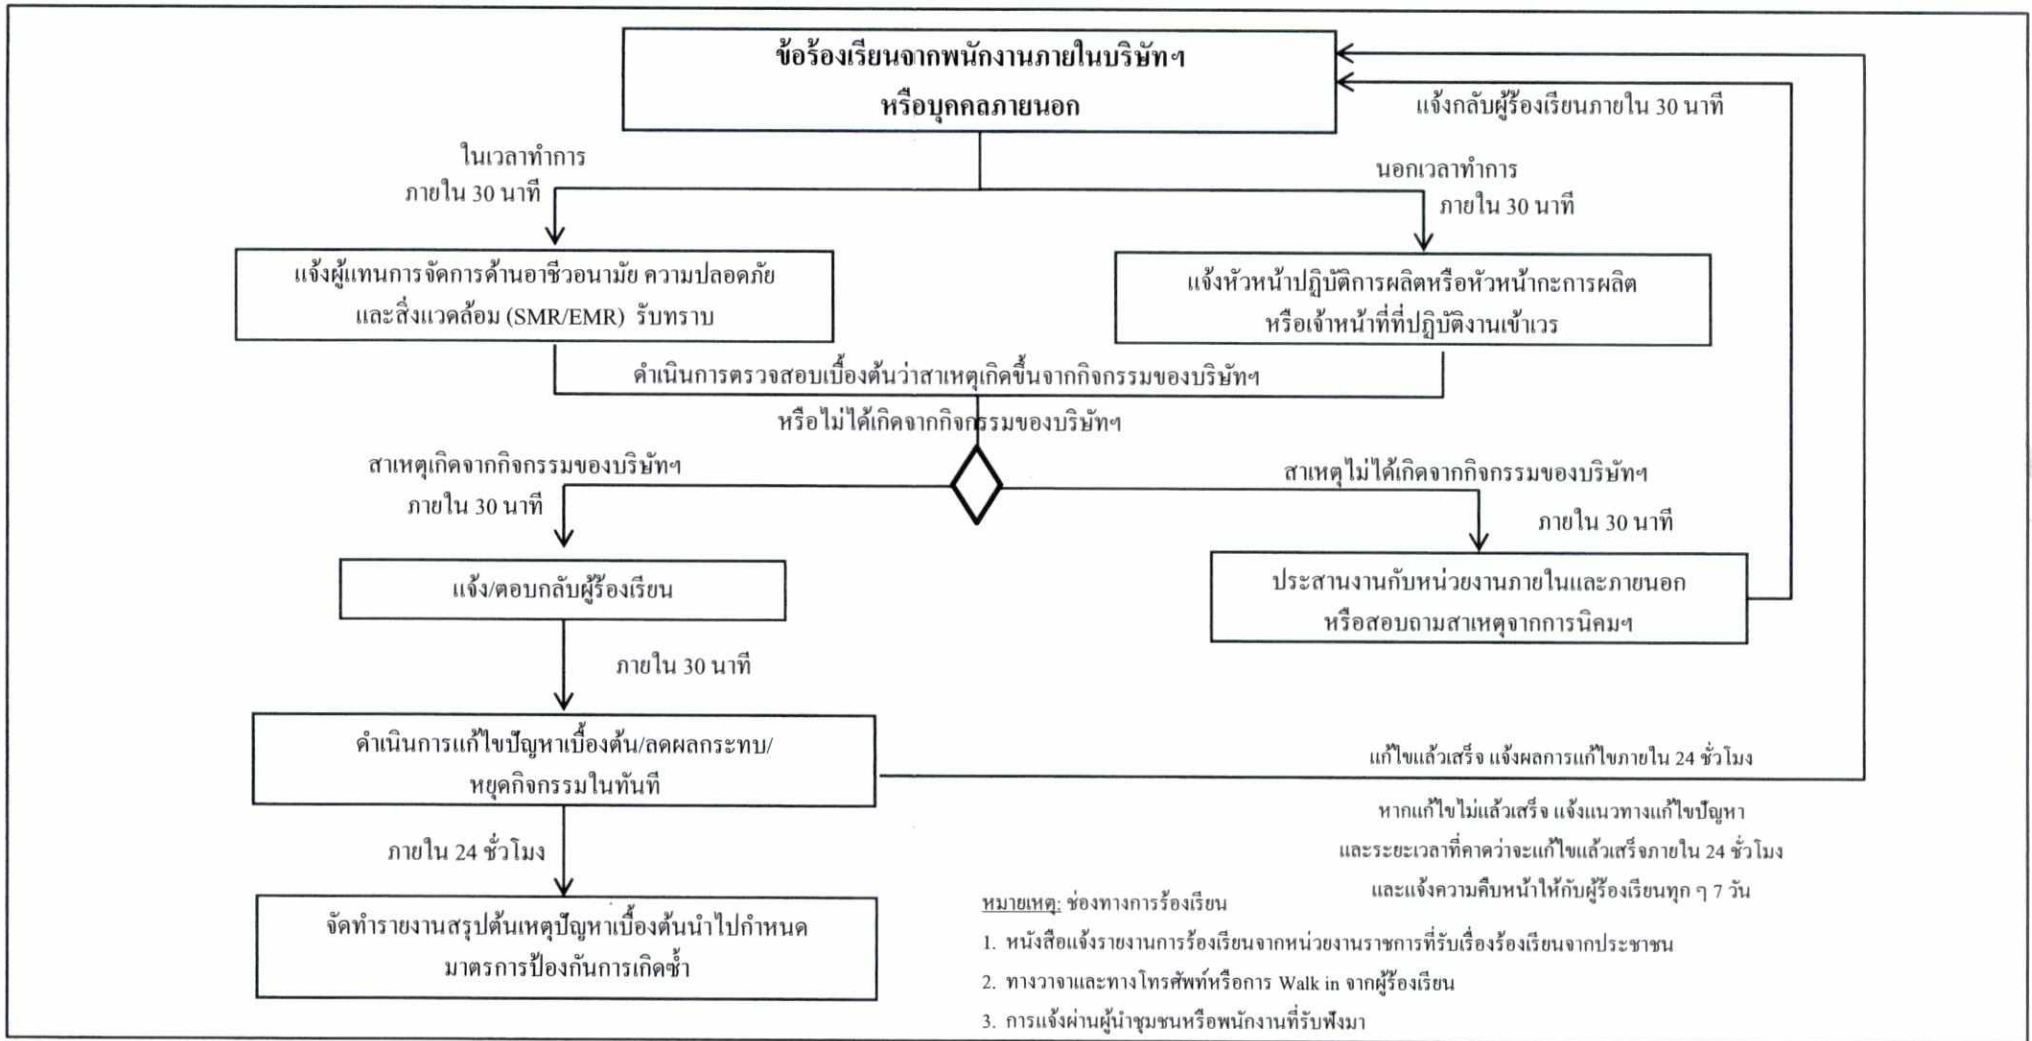 ข้อร้องเรียนจากพนักงานภายในบริษัทฯ
หรือบุคคลภายนอก
แจ้งกลับผู้ร้องเรียนภายใน 30 นาที
ในเวลาทำการ
ภายใน 30 นาที
นอกเวลาทำการ
ภายใน 30 นาที
แจ้งผู้แทนการจัดการด้านอาชีวอนามัย ความปลอดภัย
และสิ่งแวดล้อม (SMR/EMR) รับทราบ
แจ้งหัวหน้าปฏิบัติการผลิตหรือหัวหน้ากะการผลิต
หรือเจ้าหน้าที่ที่ปฏิบัติงานเข้าเวร
ดำเนินการตรวจสอบเบื้องต้นว่าสาเหตุเกิดขึ้นจากกิจกรรมของบริษัทฯ
หรือไม่ได้เกิดจากกิจกรรมของบริษัทฯ
สาเหตุเกิดจากกิจกรรมของบริษัทฯ
ภายใน 30 นาที
สาเหตุไม่ได้เกิดจากกิจกรรมของบริษัทฯ
ภายใน 30 นาที
แจ้ง/ตอบกลับผู้ร้องเรียน
ประสานงานกับหน่วยงานภายในและภายนอก
หรือสอบถามสาเหตุจากการนิคมฯ
ภายใน 30 นาที
ดำเนินการแก้ไขปัญหาเบื้องต้น/ลดผลกระทบ/
หยุดกิจกรรมในทันที
แก้ไขแล้วเสร็จ แจ้งผลการแก้ไขภายใน 24 ชั่วโมง
หากแก้ไขไม่แล้วเสร็จ แจ้งแนวทางแก้ไขปัญหา
และระยะเวลาที่คาดว่าจะแก้ไขแล้วเสร็จภายใน 24 ชั่วโมง
และแจ้งความคืบหน้าให้กับผู้ร้องเรียนทุก ๆ 7 วัน
ภายใน 24 ชั่วโมง
จัดทำรายงานสรุปต้นเหตุปัญหาเบื้องต้นนำไปกำหนด
มาตรการป้องกันการเกิดซ้ำ
หมายเหตุ: ช่องทางการร้องเรียน
1. หนังสือแจ้งรายงานการร้องเรียนจากหน่วยงานราชการที่รับเรื่องร้องเรียนจากประชาชน
2. ทางวาจาและทางโทรศัพท์หรือการ Walk in จากผู้ร้องเรียน
3. การแจ้งผ่านผู้นำชุมชนหรือพนักงานที่รับฟังมา